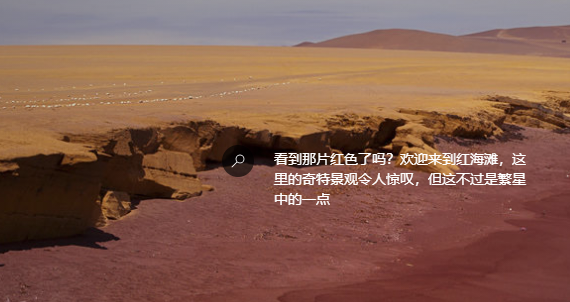 看到那片红色了吗？欢迎来到红海滩，这
里的奇特景观令人惊叹，但这不过是繁星
中的一点